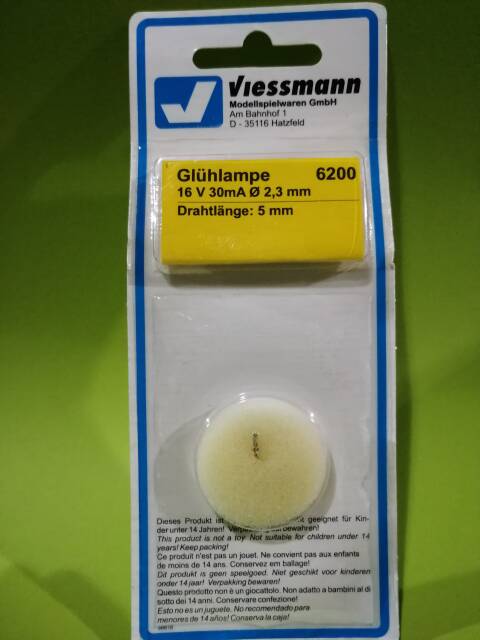 Viessmann
Modellspielwaren GmbH
Am Bahnhof 1
D - 35116 Hatzfeld
Glühlampe 6200
16 V 30mA Ø 2,3 mm
Drahtlänge: 5 mm
Dieses Produkt ist geeignet für Kin-
der unter 14 Jahren! Verpackung aufbewahren!
This product is not a toy. Not suitable for children under 14
years! Keep packing!
Ce produit n'est pas un jouet. Ne convient pas aux enfants
de moins de 14 ans. Conservez em ballage!
Dit produkt is geen speelgoed. Niet geschikt voor kinderen
onder 14 jaar! Verpakking bewaren!
Questo prodotto non è un giocattolo. Non adatto a bambini al di
sotto dei 14 anni. Conservare confezione!
Esto no es un juguete. No recomendado para
menores de 14 años! Conserva la caja!